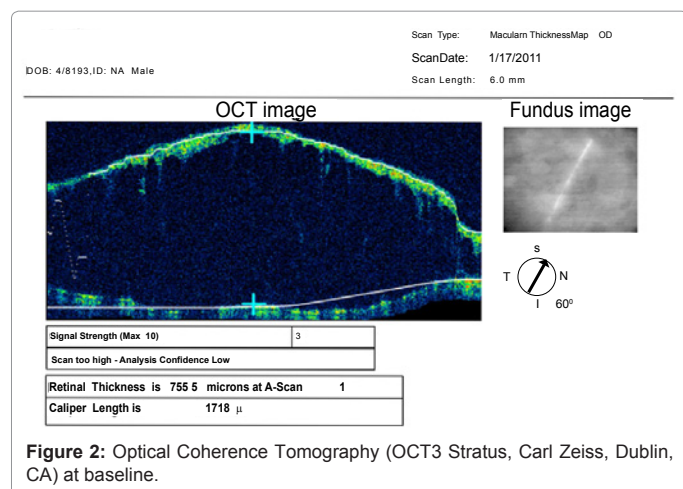 Scan Type: Macularn ThicknessMap OD
ScanDate: 1/17/2011
DOB: 4/8193,ID: NA Male
Scan Length: 6.0 mm
OCT image
Fundus image
S
T N
I 60⁰
Signal Strength (Max 10) 3
Scan too high - Analysis Confidence Low
Retinal Thickness is 755 5 microns at A-Scan 1
Caliper Length is 1718 µ
Figure 2: Optical Coherence Tomography (OCT3 Stratus, Carl Zeiss, Dublin,
CA) at baseline.